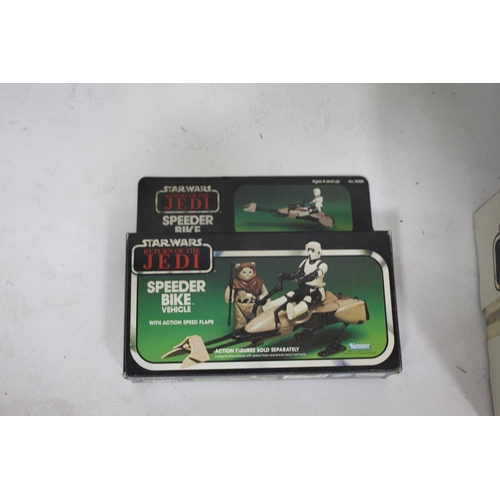 STAR WARS
RETURN OF THE
JEDI
SPEEDER
BIKE
Ages 4 and up
STAR WARS
RETURN OF THE
JEDI
SPEEDER
BIKE
VEHICLE
WITH ACTION SPEED FLAPS
ACTION FIGURES SOLD SEPARATELY
Kenner